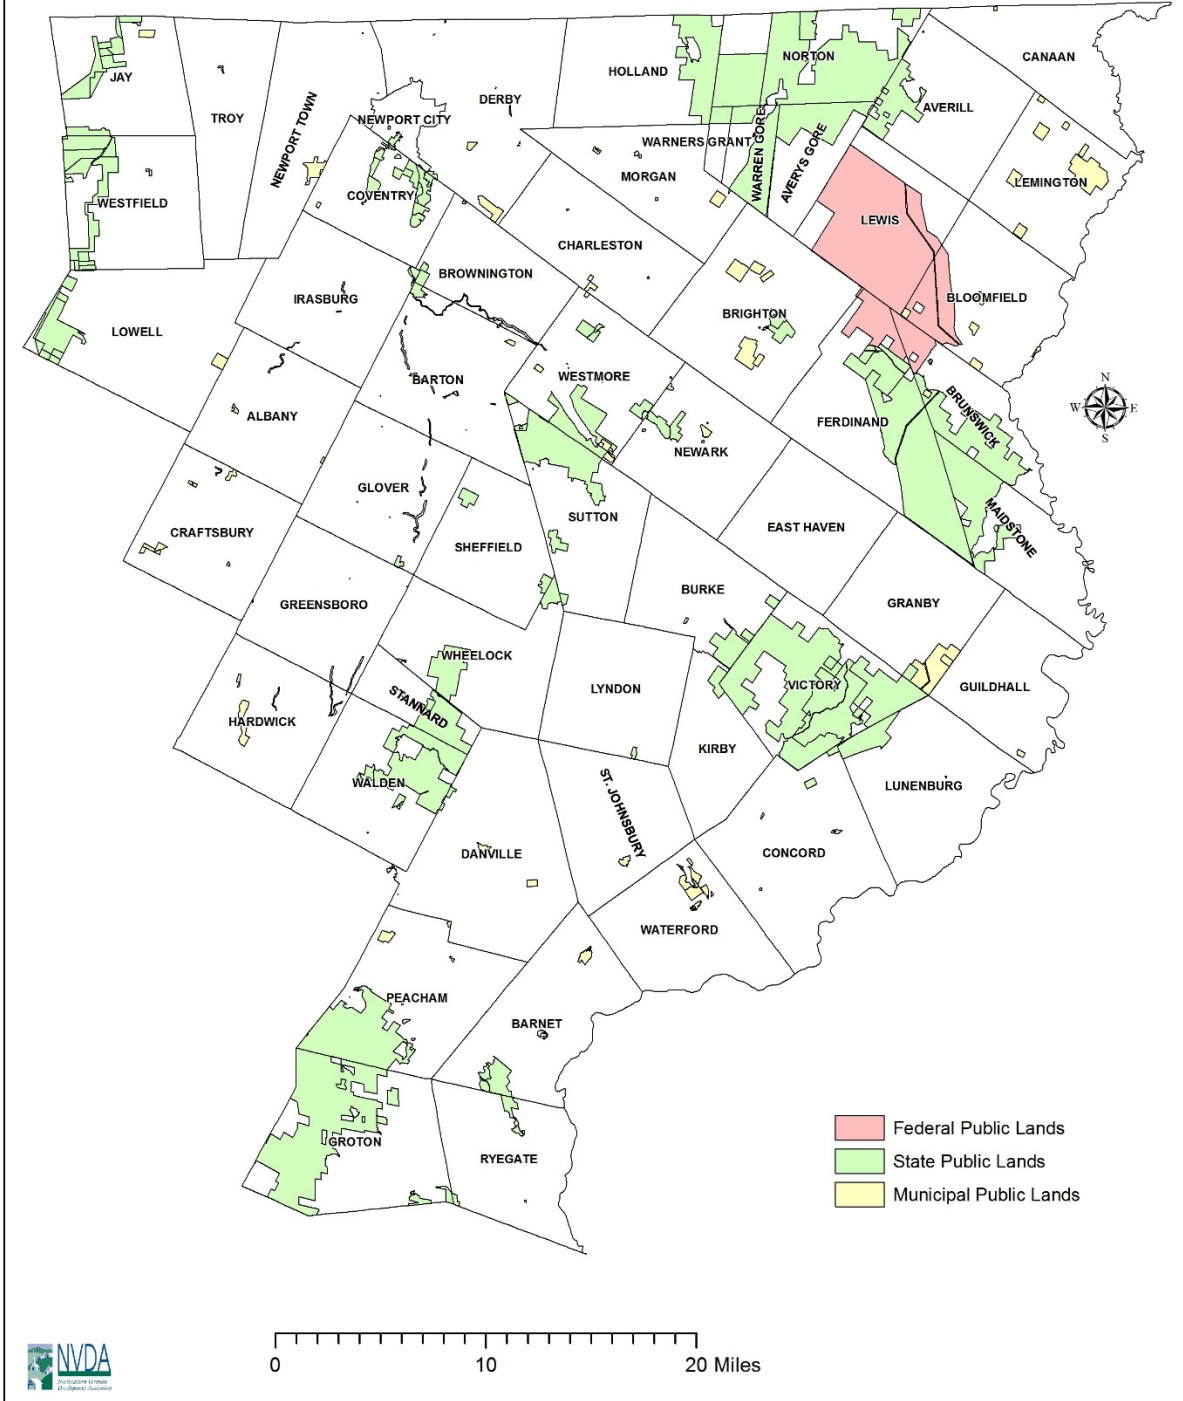 CANAAN
NORTON
HOLLAND
JAY
DERBY
AVERILL
TROY
NEWPORT CITY
NEWPORT TOWN
WARNERS GRANT
WARREN GORE
AVERYS GORE
MORGAN
LEMINGTON
COVENTRY
WESTFIELD
LEWIS
CHARLESTON
BROWNINGTON
IRASBURG
BLOOMFIELD
BRIGHTON
LOWELL
WESTMORE
BARTON
N
W E
S
BRUNSWICK
ALBANY
FERDINAND
NEWARK
GLOVER
SUTTON
EAST HAVEN
MAIDSTONE
CRAFTSBURY
SHEFFIELD
BURKE
GRANBY
GREENSBORO
WHEELOCK
LYNDON
VICTORY
GUILDHALL
STANNARD
HARDWICK
KIRBY
WALDEN
LUNENBURG
ST. JOHNSBURY
DANVILLE
CONCORD
WATERFORD
PEACHAM
BARNET
GROTON
RYEGATE
Federal Public Lands
State Public Lands
Municipal Public Lands
0 10 20 Miles
NVDA
Northeastern Vermont
Development Association